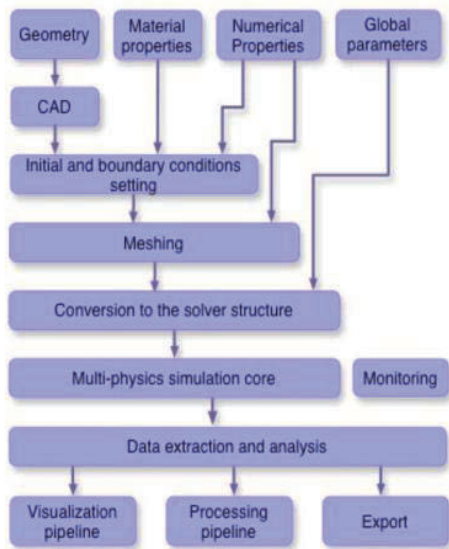 Geometry
Material
properties
Numerical
Properties
Global
parameters
CAD
Initial and boundary conditions
setting
Meshing
Conversion to the solver structure
Multi-physics simulation core
Monitoring
Data extraction and analysis
Visualization
pipeline
Processing
pipeline
Export